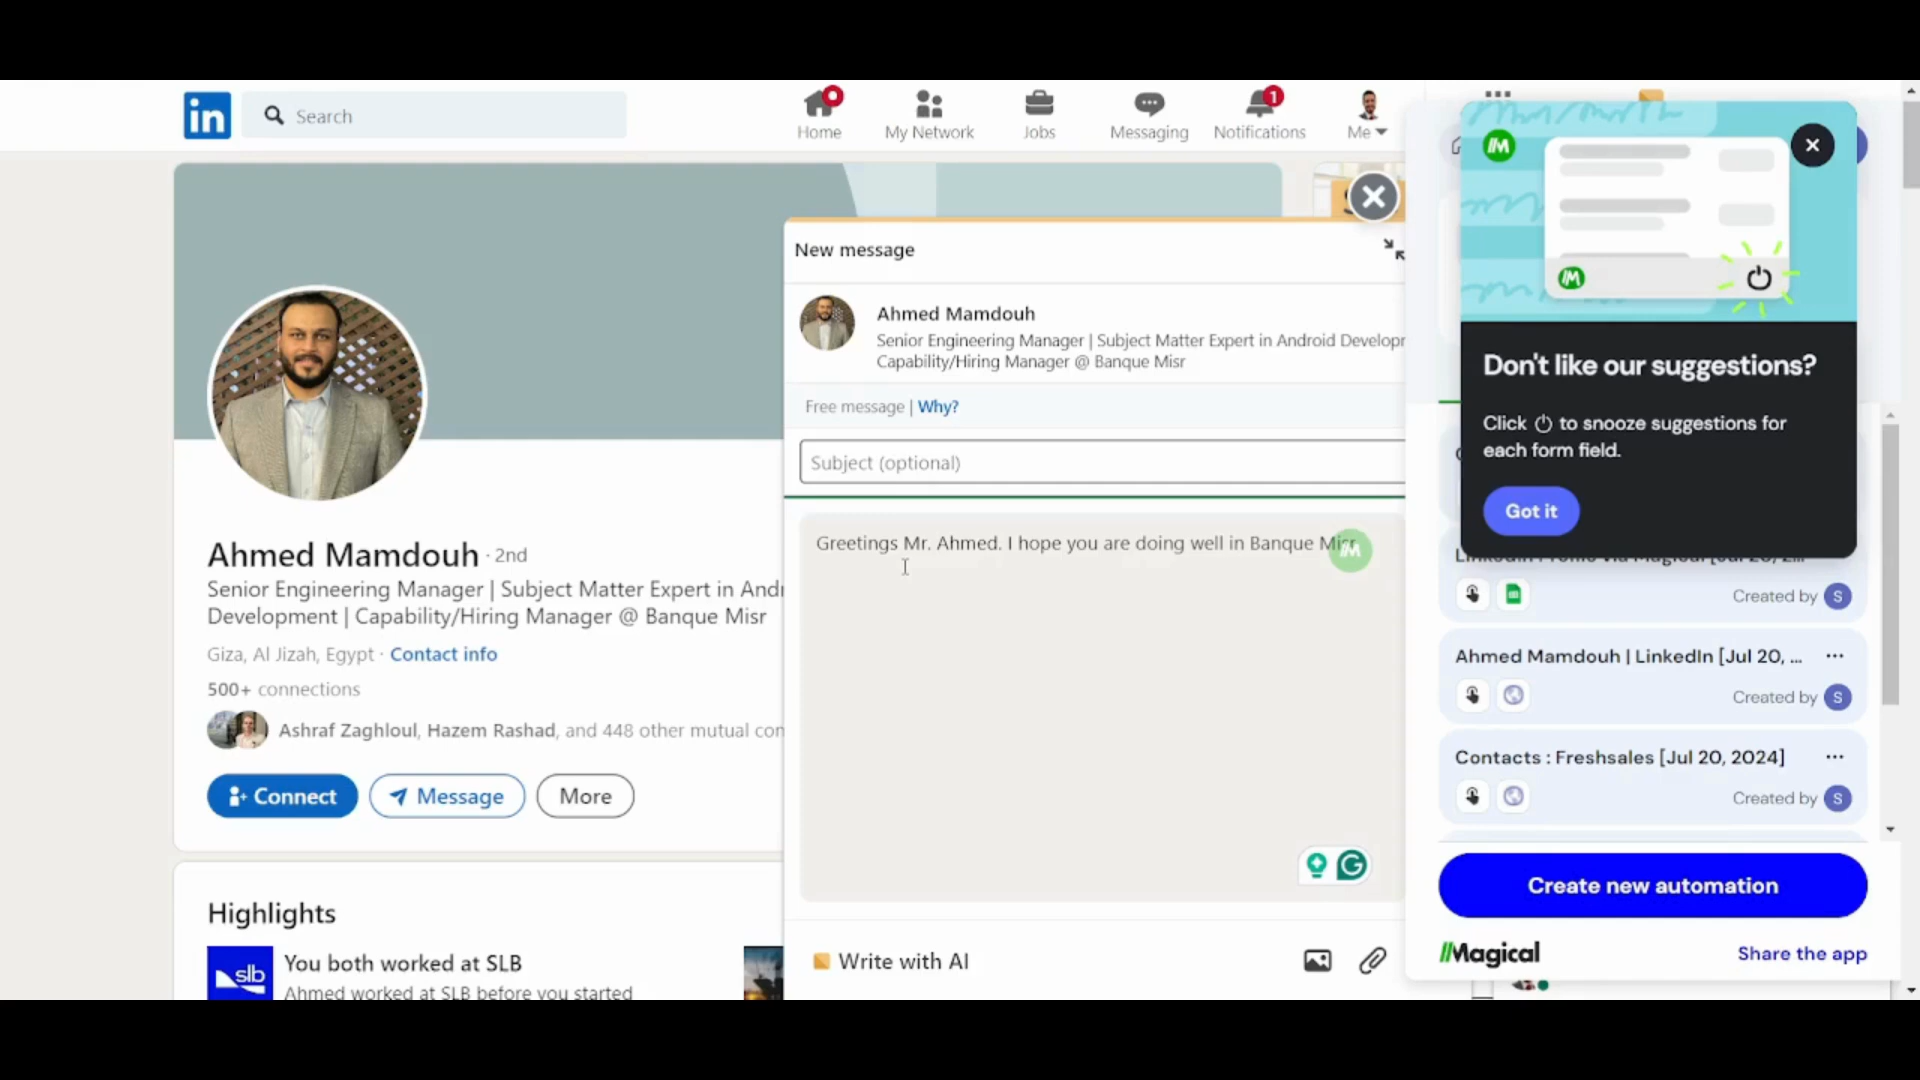 in
Search
Home
My Network
Jobs
Messaging
1
Notifications
Me
New message
Ahmed Mamdouh
Senior Engineering Manager | Subject Matter Expert in Android Developr
Capability/Hiring Manager @ Banque Misr
Free message | Why?
Subject (optional)
Greetings Mr. Ahmed. I hope you are doing well in Banque Misr
Write with AI
Ahmed Mamdouh · 2nd
Senior Engineering Manager | Subject Matter Expert in Andr
Development | Capability/Hiring Manager @ Banque Misr
Giza, Al Jizah, Egypt · Contact info
500+ connections
Ashraf Zaghloul, Hazem Rashad, and 448 other mutual con
Connect
Message
More
Highlights
slb
You both worked at SLB
Ahmed worked at SLB before you started
Don't like our suggestions?
Click to snooze suggestions for
each form field.
Got it
Created by S
Ahmed Mamdouh | LinkedIn [Jul 20, ...
Created by S
Contacts : Freshsales [Jul 20, 2024]
Created by S
Create new automation
Magical
Share the app